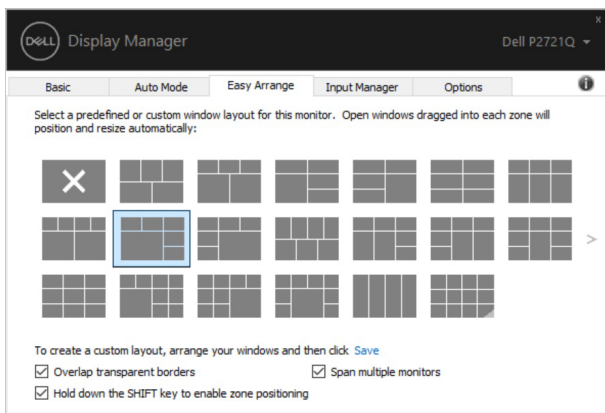 DELL Display Manager
Dell P2721Q
x
Basic Auto Mode Easy Arrange Input Manager Options
Select a predefined or custom window layout for this monitor. Open windows dragged into each zone will
position and resize automatically:
To create a custom layout, arrange your windows and then click Save
Overlap transparent borders Span multiple monitors
Hold down the SHIFT key to enable zone positioning